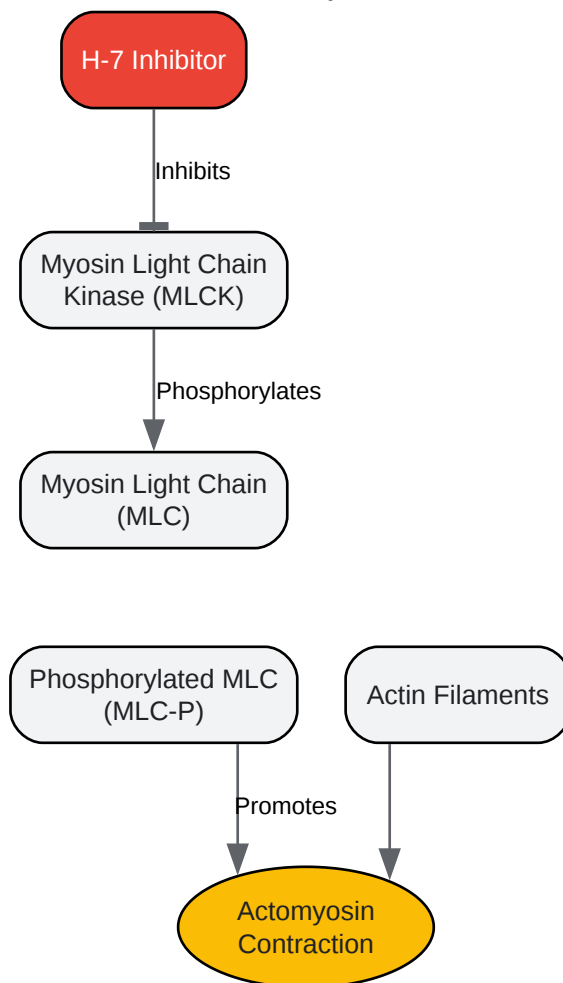 H-7 Inhibitor
Inhibits
Myosin Light Chain
Kinase (MLCK)
Phosphorylates
Myosin Light Chain
(MLC)
Phosphorylated MLC
(MLC-P)
Actin Filaments
Promotes
Actomyosin
Contraction